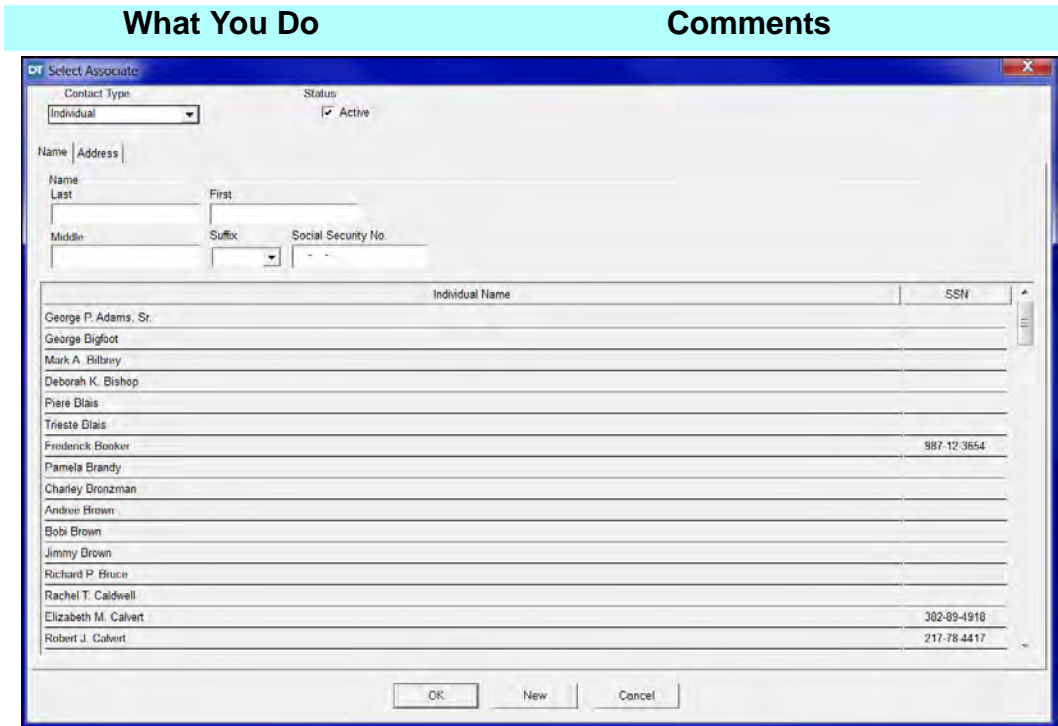 What You Do Comments
DT Select Associate X
Contact Type Status
Individual Active
Name Address
Name
Last First
Middle Suffix Social Security No.
- -
Individual Name SSN
George P. Adams, Sr.
George Bigfoot
Mark A. Bilbrey
Deborah K. Bishop
Piere Blais
Trieste Blais
Frederick Booker 987-12-3654
Pamela Brandy
Charley Bronzman
Andree Brown
Bobi Brown
Jimmy Brown
Richard P. Bruce
Rachel T. Caldwell
Elizabeth M. Calvert 382-89-4918
Robert J. Calvert 217-78-4417
OK New Cancel